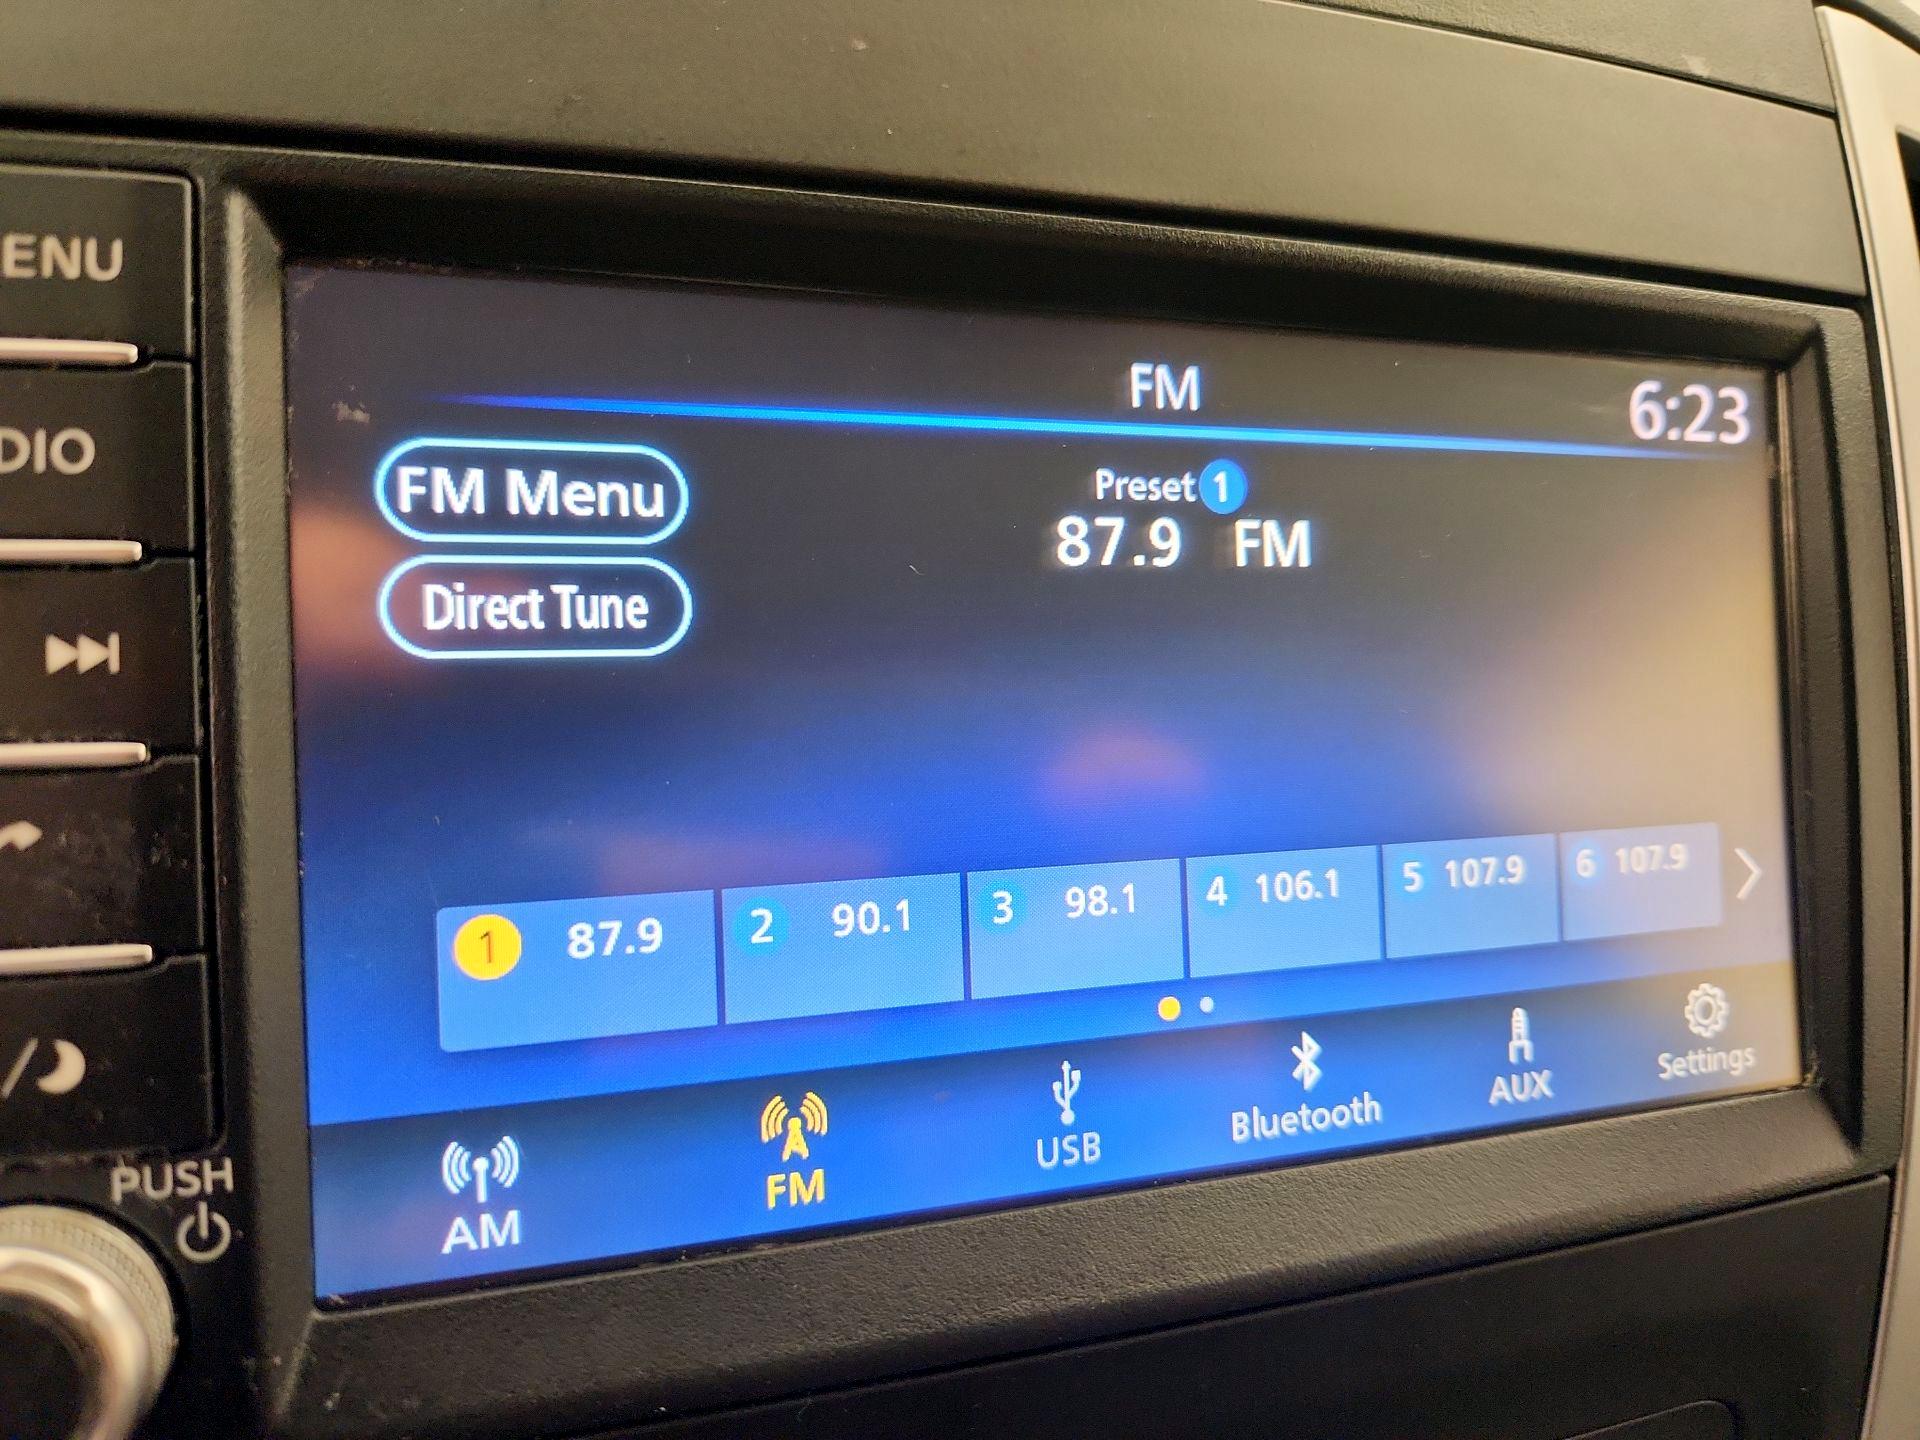 ENU
DIO
PUSH
FM
6:23
FM Menu
Direct Tune
Preset 1
87.9 FM
1 87.9
2 90.1
3 98.1
4 106.1
5 107.9
6 107.9
AM
FM
USB
Bluetooth
AUX
Settings